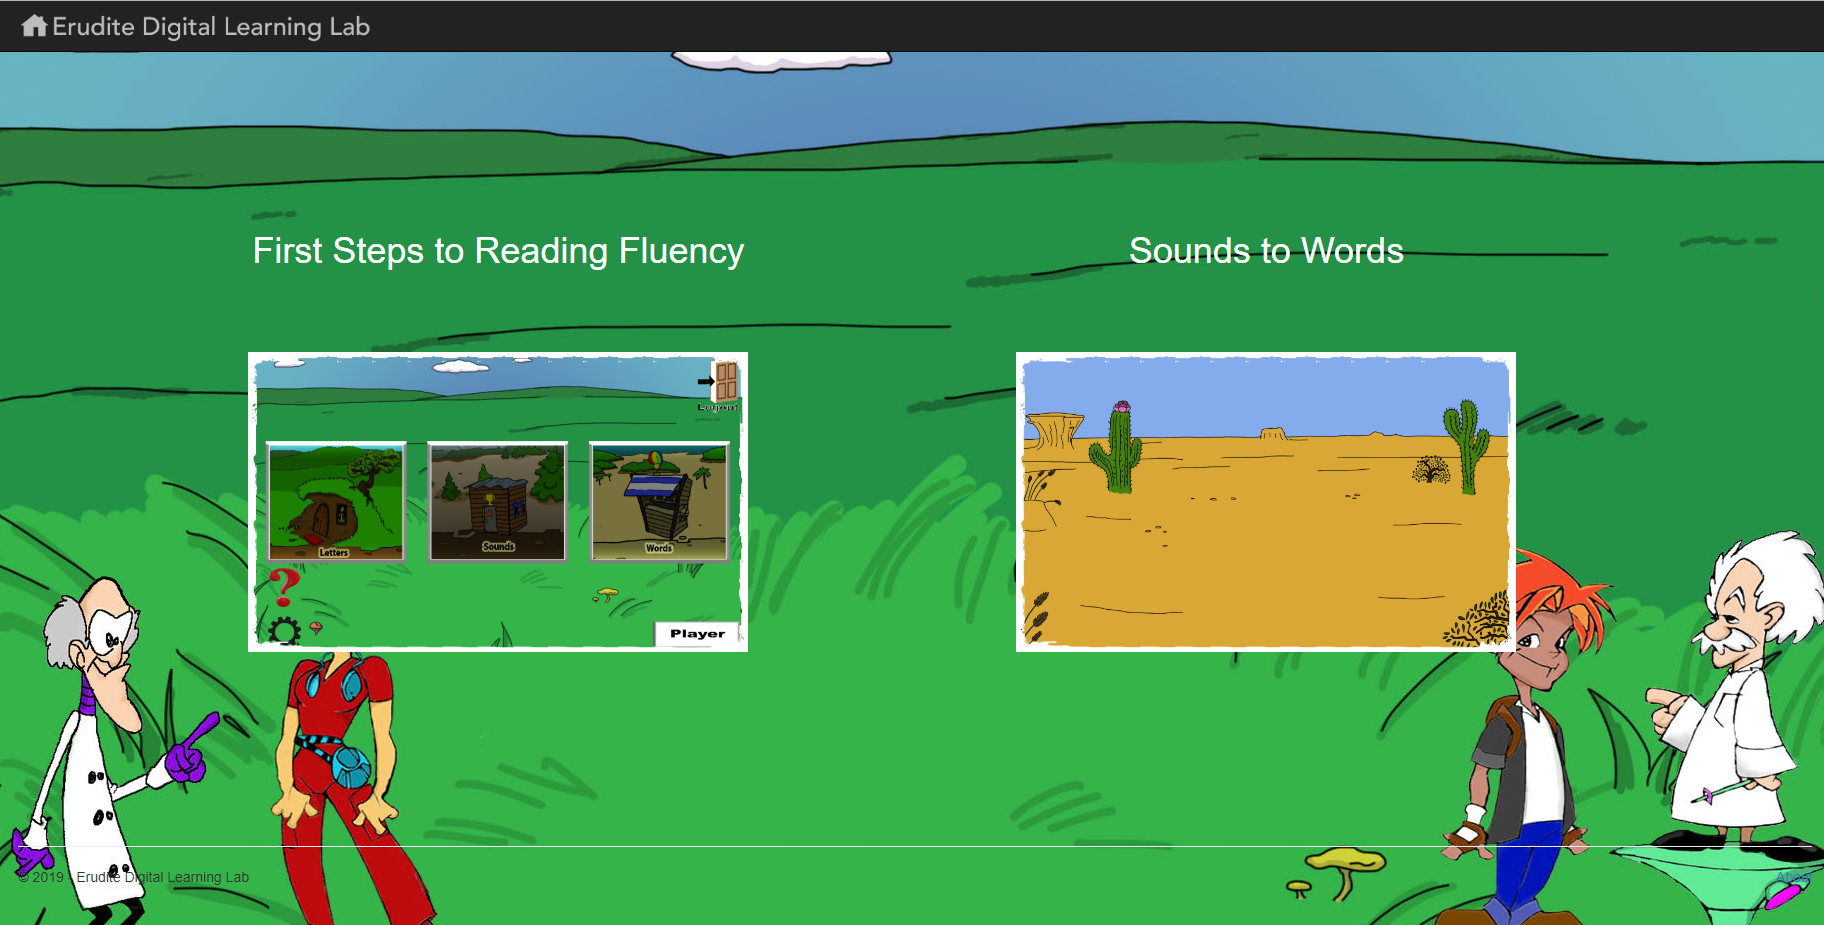 Erudite Digital Learning Lab
First Steps to Reading Fluency
Sounds to Words
Logout
Letters
Sounds
Words
?
Player
© 2019 - Erudite Digital Learning Lab
About